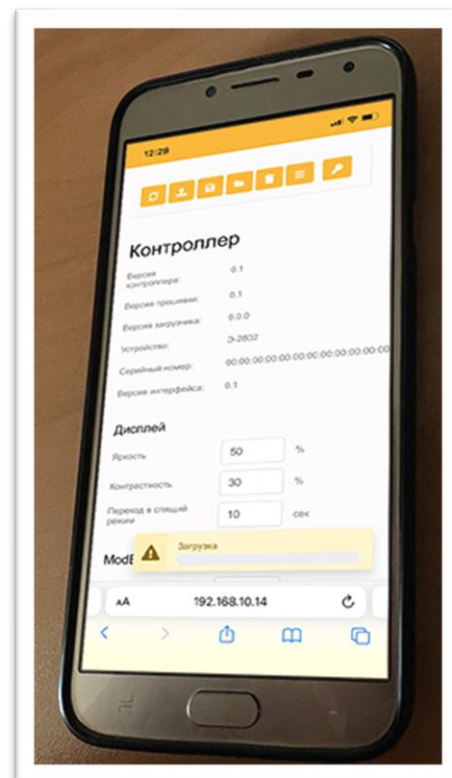 12:28
Контроллер
Версия
контроллера: 0.1
Версия прошивки: 0.1
Версия загрузчика: 0.0.0
Устройство: Э-2802
Серийный номер: 00:00:00:00:00:00:00:00:00:00:00
Версия интерфейса: 0.1
Дисплей
Яркость 50 %
Контрастность 30 %
Переход в спящий
режим 10 сек
Загрузка
AA 192.168.10.14